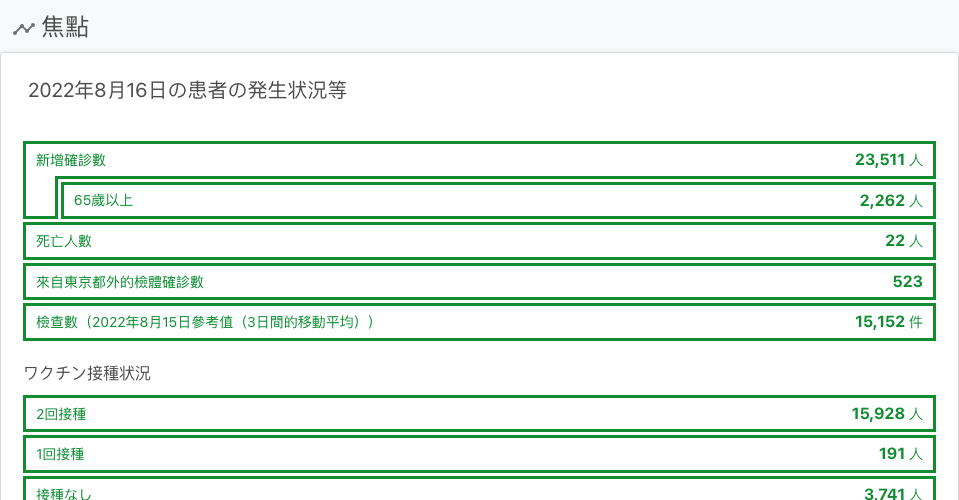 焦點
2022年8月16日の患者の発生状況等
新增確診數 23,511 人
65歲以上 2,262 人
死亡人數 22 人
來自東京都外的檢體確診數 523
檢查數（2022年8月15日參考值（3日間的移動平均）） 15,152 件
ワクチン接種状況
2回接種 15,928 人
1回接種 191 人
接種なし 3,741 人